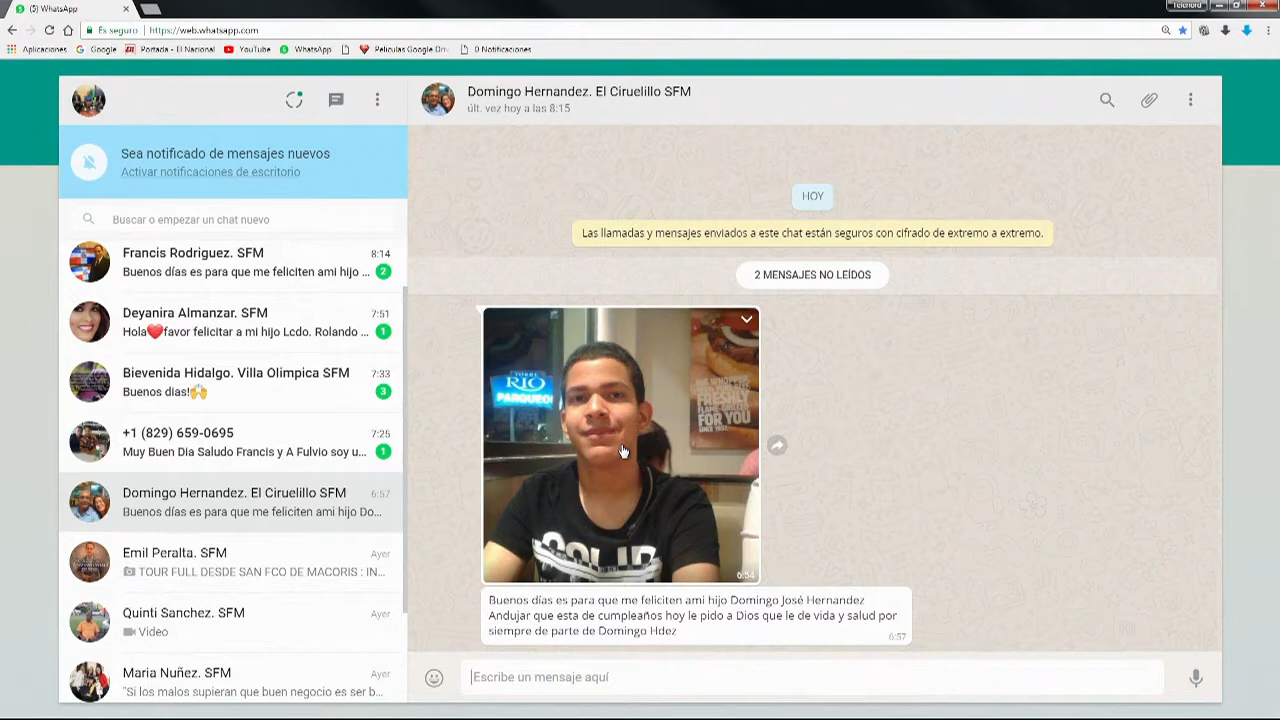 (5) WhatsApp
Telenord
Es seguro
https://web.whatsapp.com
Aplicaciones
Google
Portada - El Nacional
YouTube
WhatsApp
Películas Google Dri
0 Notificaciones
Domingo Hernandez. El Ciruelillo SFM
últ. vez hoy a las 8:15
Sea notificado de mensajes nuevos
Activar notificaciones de escritorio
Buscar o empezar un chat nuevo
Francis Rodriguez. SFM
8:14
Buenos días es para que me feliciten ami hijo ...
2
Deyanira Almanzar. SFM
7:51
Hola❤️favor felicitar a mi hijo Lcdo. Rolando ...
1
Bievenida Hidalgo. Villa Olimpica SFM
7:33
Buenos dias!🙌
3
+1 (829) 659-0695
7:25
Muy Buen Dia Saludo Francis y A Fulvio soy u...
1
Domingo Hernandez. El Ciruelillo SFM
6:57
Buenos días es para que me feliciten ami hijo Do...
Emil Peralta. SFM
Ayer
TOUR FULL DESDE SAN FCO DE MACORIS : IN...
Quinti Sanchez. SFM
Ayer
Video
Maria Nuñez. SFM
Ayer
"Si los malos supieran que buen negocio es ser b...
HOY
Las llamadas y mensajes enviados a este chat están seguros con cifrado de extremo a extremo.
2 MENSAJES NO LEÍDOS
TORRE
RIO
PARQUEOS
FRESHLY
FLAME-GRILLED
FOR YOU
6:54
Buenos días es para que me feliciten ami hijo Domingo José Hernandez
Andujar que esta de cumpleaños hoy le pido a Dios que le de vida y salud por
siempre de parte de Domingo Hdez
6:57
Escribe un mensaje aquí